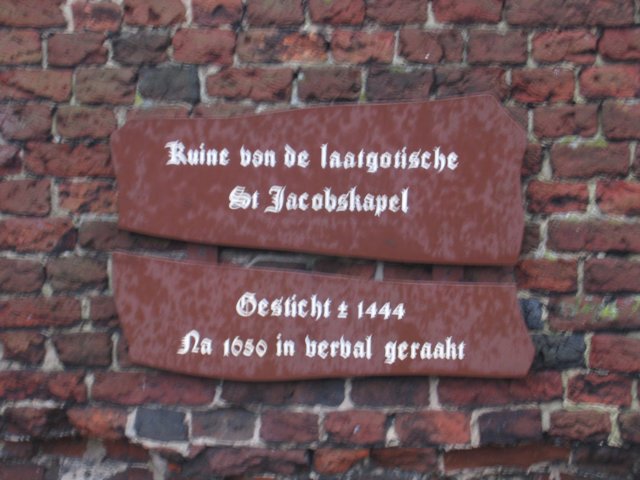 Ruine van de laatgotische
St Jacobskapel
Gesticht ± 1444
Na 1650 in verval geraakt